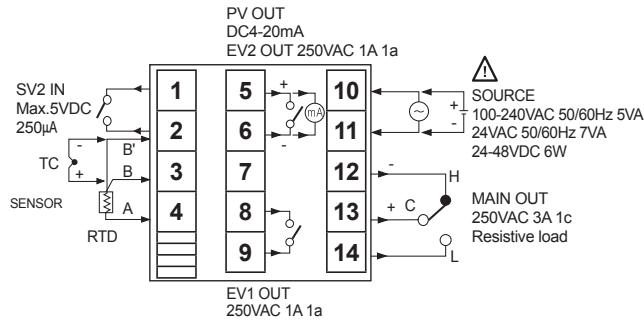 PV OUT
DC4-20mA
EV2 OUT 250VAC 1A 1a
SV2 IN
Max.5VDC
250µA
TC
-
+
B'
B
A
SENSOR
RTD
1
2
3
4
5
6
7
8
9
+
-
mA
10
11
12
13
14
~
+
-
SOURCE
100-240VAC 50/60Hz 5VA
24VAC 50/60Hz 7VA
24-48VDC 6W
-
H
+ C
L
MAIN OUT
250VAC 3A 1c
Resistive load
EV1 OUT
250VAC 1A 1a